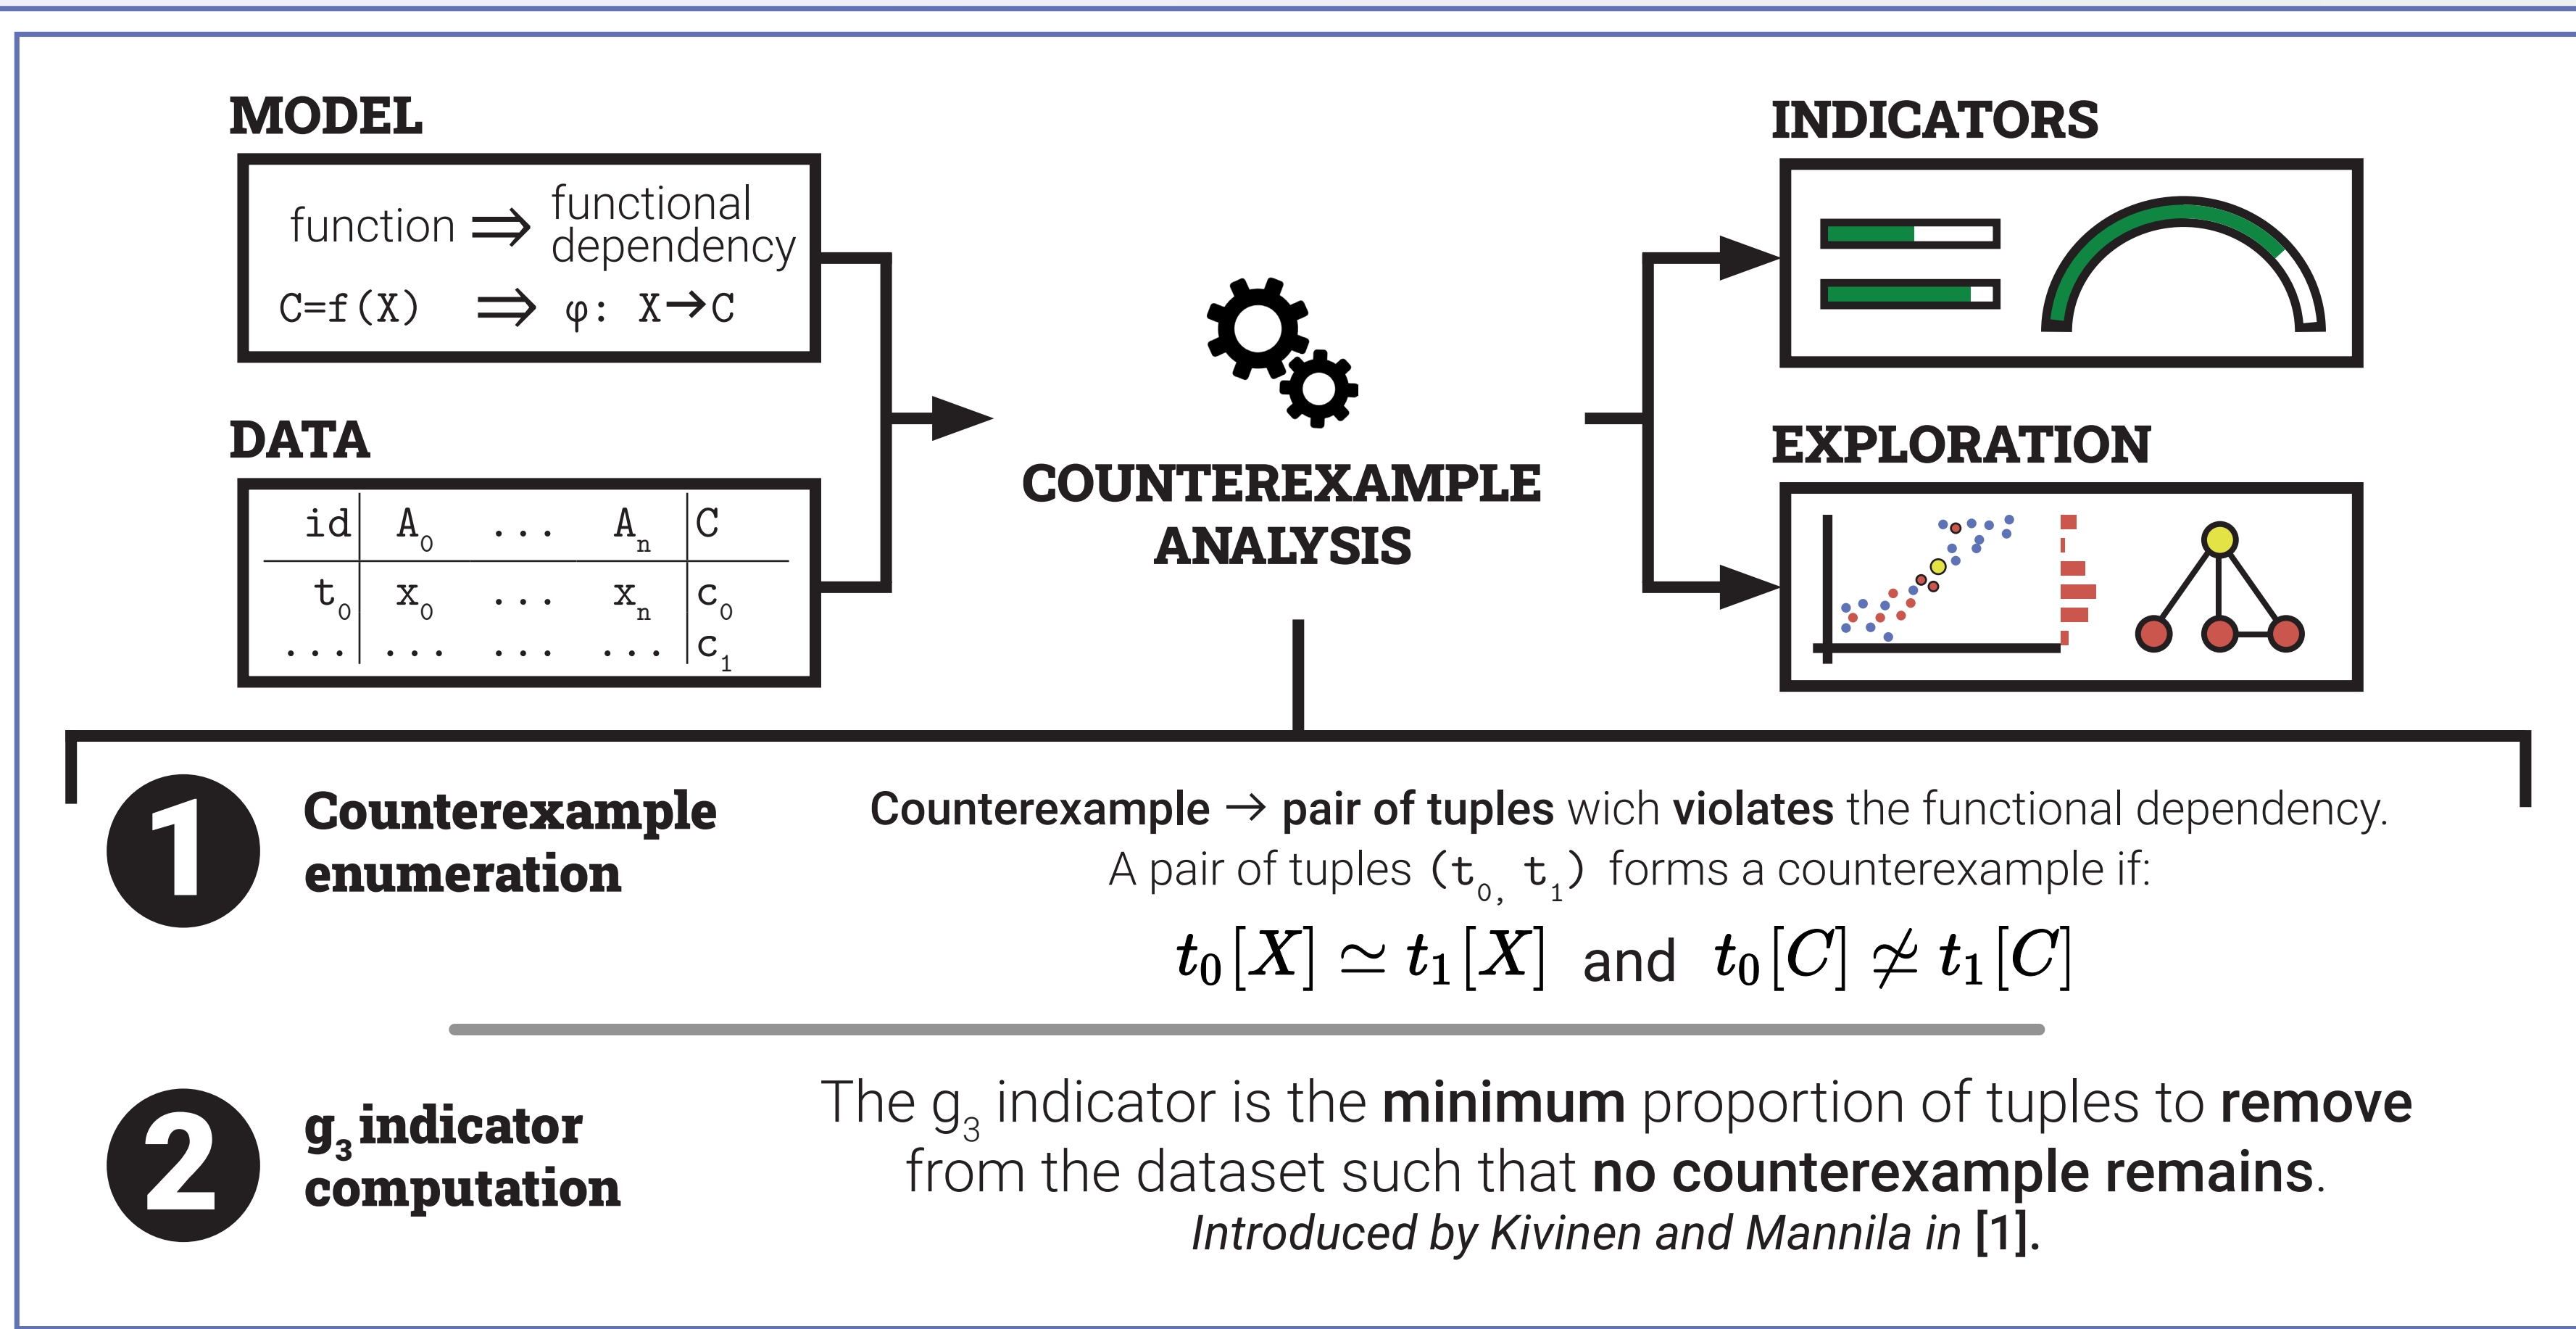 MODEL
function ⇒ functional dependency
C=f(X) ⇒ φ: X→C
DATA
id A₀ ... Aₙ C
t₀ x₀ ... xₙ c₀
... ... ... ... c₁
COUNTEREXAMPLE
ANALYSIS
INDICATORS
EXPLORATION
1
Counterexample
enumeration
Counterexample → pair of tuples wich violates the functional dependency.
A pair of tuples (t₀, t₁) forms a counterexample if:
t₀[X] ≃ t₁[X] and t₀[C] ≄ t₁[C]
2
g₃ indicator
computation
The g₃ indicator is the minimum proportion of tuples to remove
from the dataset such that no counterexample remains.
Introduced by Kivinen and Mannila in [1].